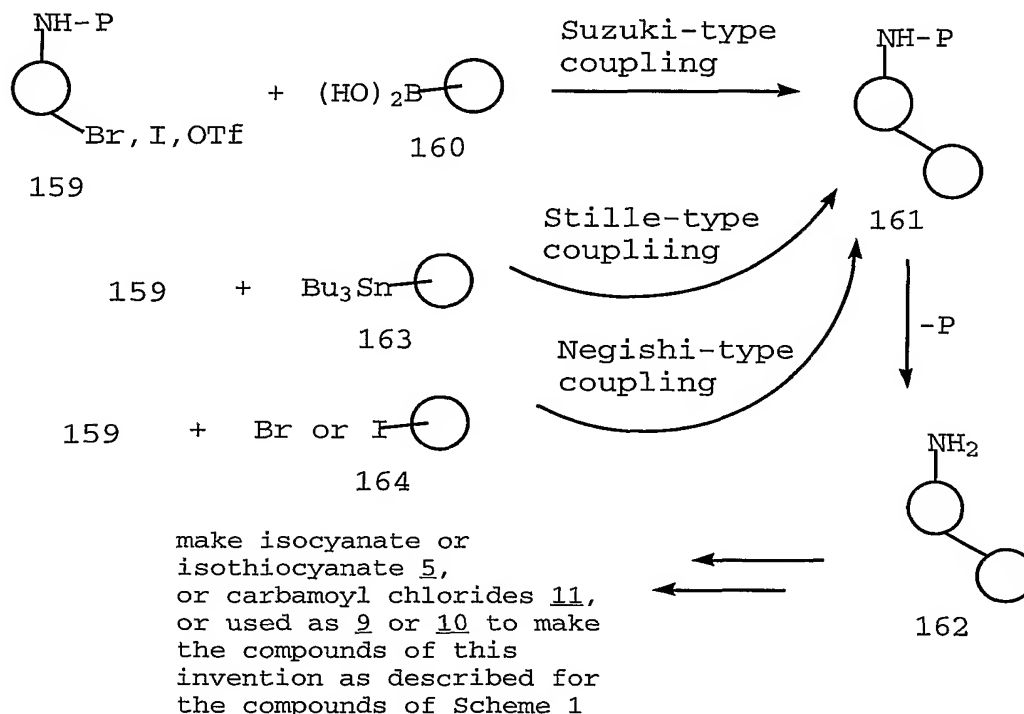 NH-P
Br, I, OTf
159
+
(HO)2B
160
Suzuki-type
coupling
NH-P
161
159 + Bu3Sn
163
Stille-type
coupliing
159 + Br or I
164
Negishi-type
coupling
-P
NH2
162
make isocyanate or
isothiocyanate 5,
or carbamoyl chlorides 11,
or used as 9 or 10 to make
the compounds of this
invention as described for
the compounds of Scheme 1